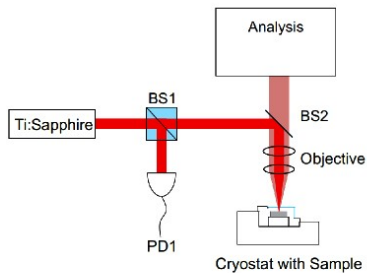 Analysis
BS1
BS2
Ti:Sapphire
Objective
PD1
Cryostat with Sample